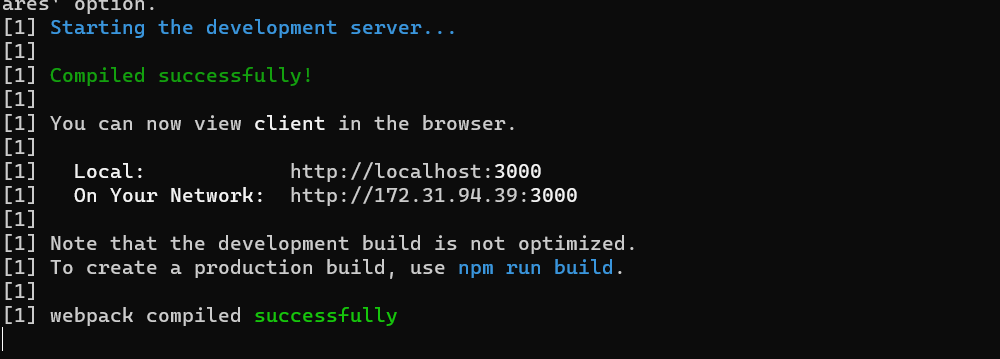 ares' option.
[1] Starting the development server...
[1]
[1] Compiled successfully!
[1]
[1] You can now view client in the browser.
[1]
[1]   Local:            http://localhost:3000
[1]   On Your Network:  http://172.31.94.39:3000
[1]
[1] Note that the development build is not optimized.
[1] To create a production build, use npm run build.
[1]
[1] webpack compiled successfully